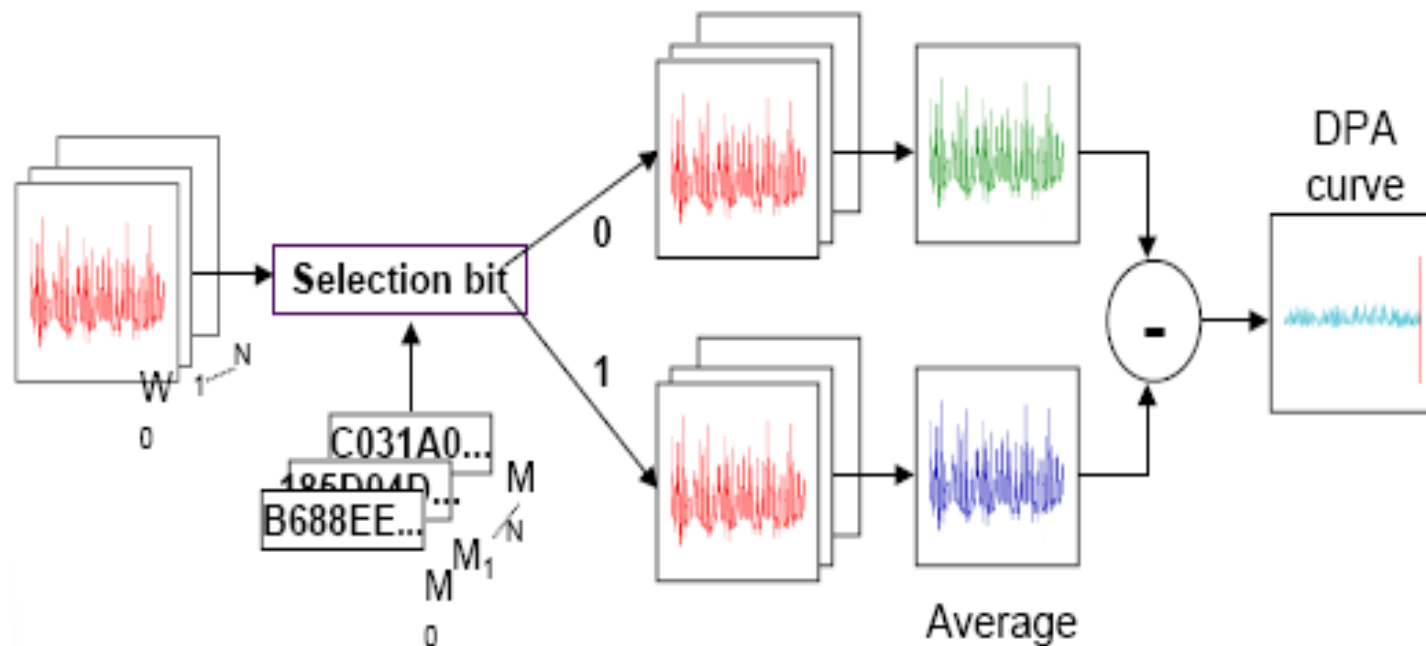 DPA
curve
0
Selection bit
-
1
W
0
1
N
C031A0...
185D04D...
B688EE...
M
N
M1
M
0
Average